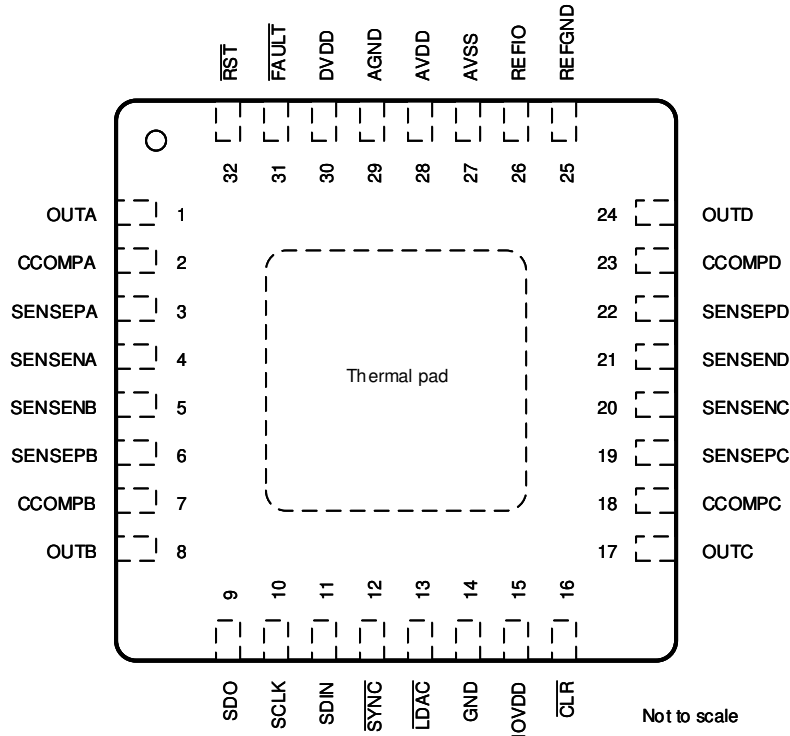 RST
FAULT
DVDD
AGND
AVDD
AVSS
REFIO
REFGND
32
31
30
29
28
27
26
25
OUTA 1
CCOMPA 2
SENSEPA 3
SENSENA 4
SENSENB 5
SENSEPB 6
CCOMPB 7
OUTB 8
24 OUTD
23 CCOMPD
22 SENSEPD
21 SENSEND
20 SENSENC
19 SENSEPC
18 CCOMPC
17 OUTC
Thermal pad
9
10
11
12
13
14
15
16
SDO
SCLK
SDIN
SYNC
LDAC
GND
IOVDD
CLR
Not to scale